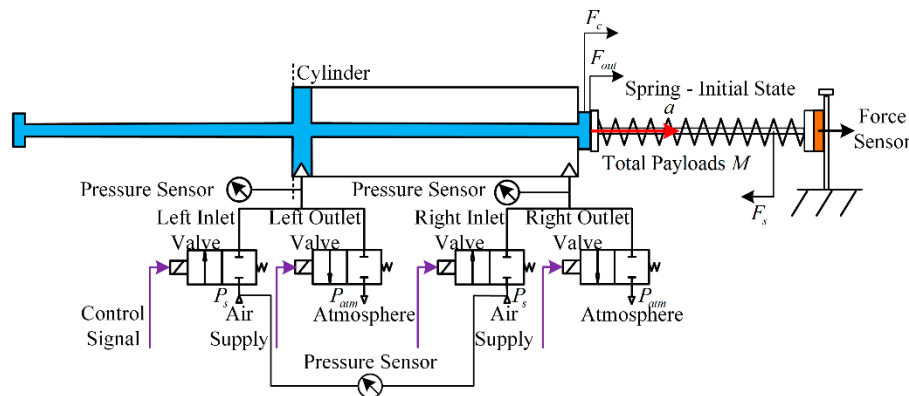 F_c
F_out
Cylinder
Spring - Initial State
a
Force
Sensor
Total Payloads M
F_s
Pressure Sensor
Pressure Sensor
Left Inlet
Valve
Left Outlet
Valve
Right Inlet
Valve
Right Outlet
Valve
P_s
P_atm
P_s
P_atm
Control
Signal
Air
Supply
Atmosphere
Air
Supply
Atmosphere
Pressure Sensor